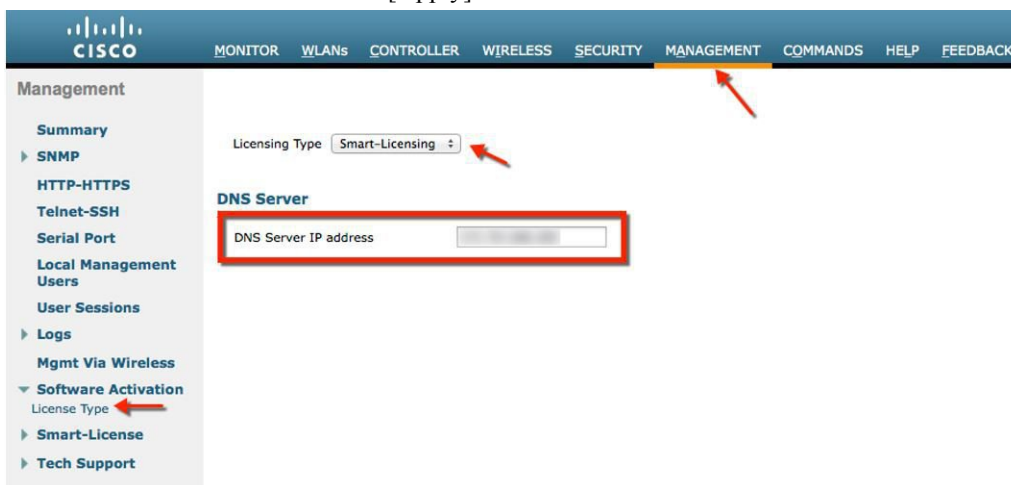 [Apply]
CISCO
MONITOR WLANs CONTROLLER WIRELESS SECURITY MANAGEMENT COMMANDS HELP FEEDBACK
Management
Summary
SNMP
HTTP-HTTPS
Telnet-SSH
Serial Port
Local Management
Users
User Sessions
Logs
Mgmt Via Wireless
Software Activation
License Type
Smart-License
Tech Support
Licensing Type Smart-Licensing
DNS Server
DNS Server IP address